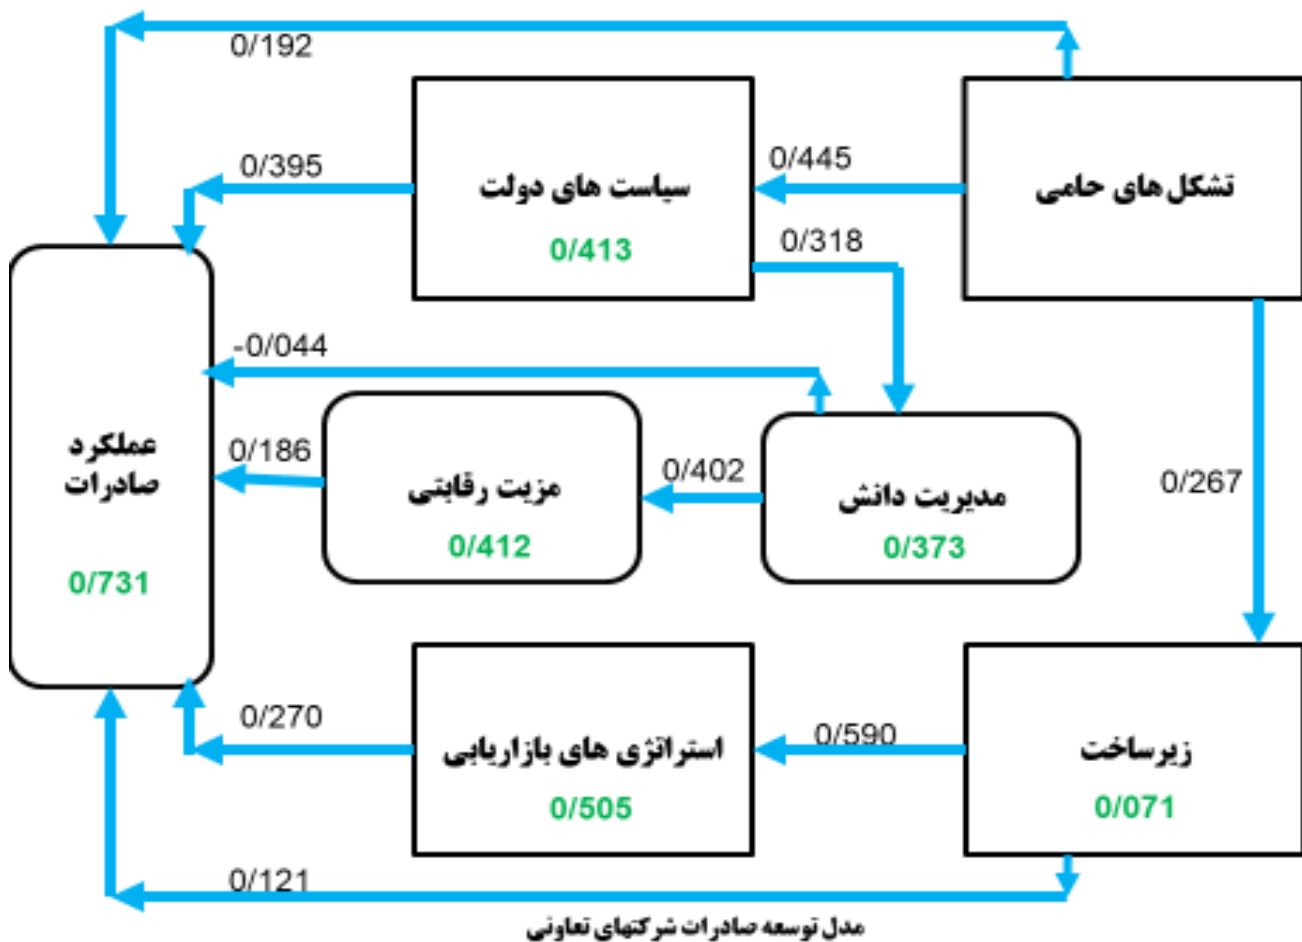 0/192
تشکل‌های حامی
0/445
سیاست های دولت
0/413
0/395
0/318
-0/044
عملکرد
صادرات
0/731
0/186
مزیت رقابتی
0/412
0/402
مدیریت دانش
0/373
0/267
زیرساخت
0/071
0/590
استراتژی های بازاریابی
0/505
0/270
0/121
مدل توسعه صادرات شرکتهای تعاونی